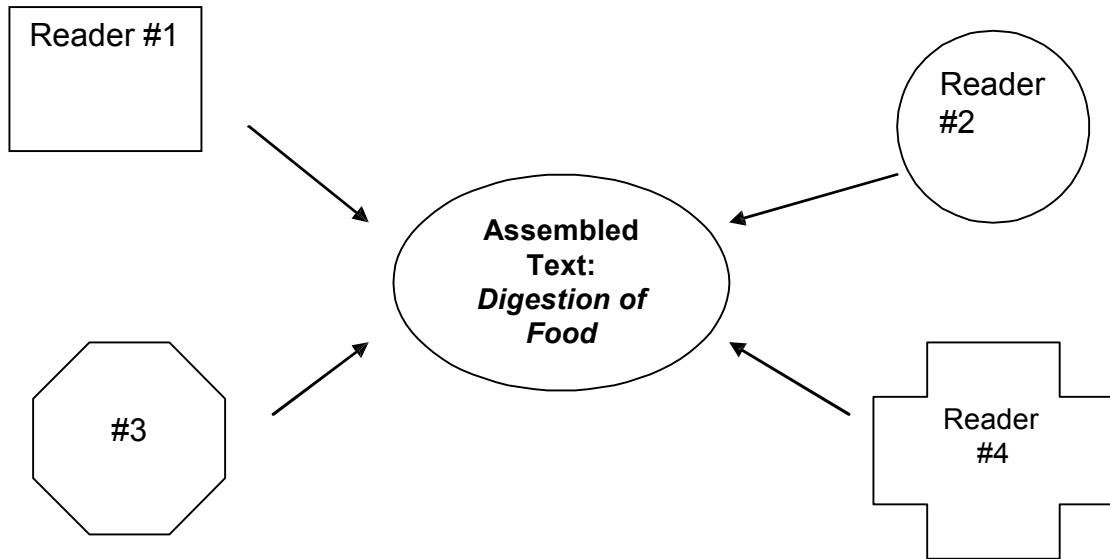 Reader #1
Reader
#2
Assembled
Text:
Digestion of
Food
#3
Reader
#4